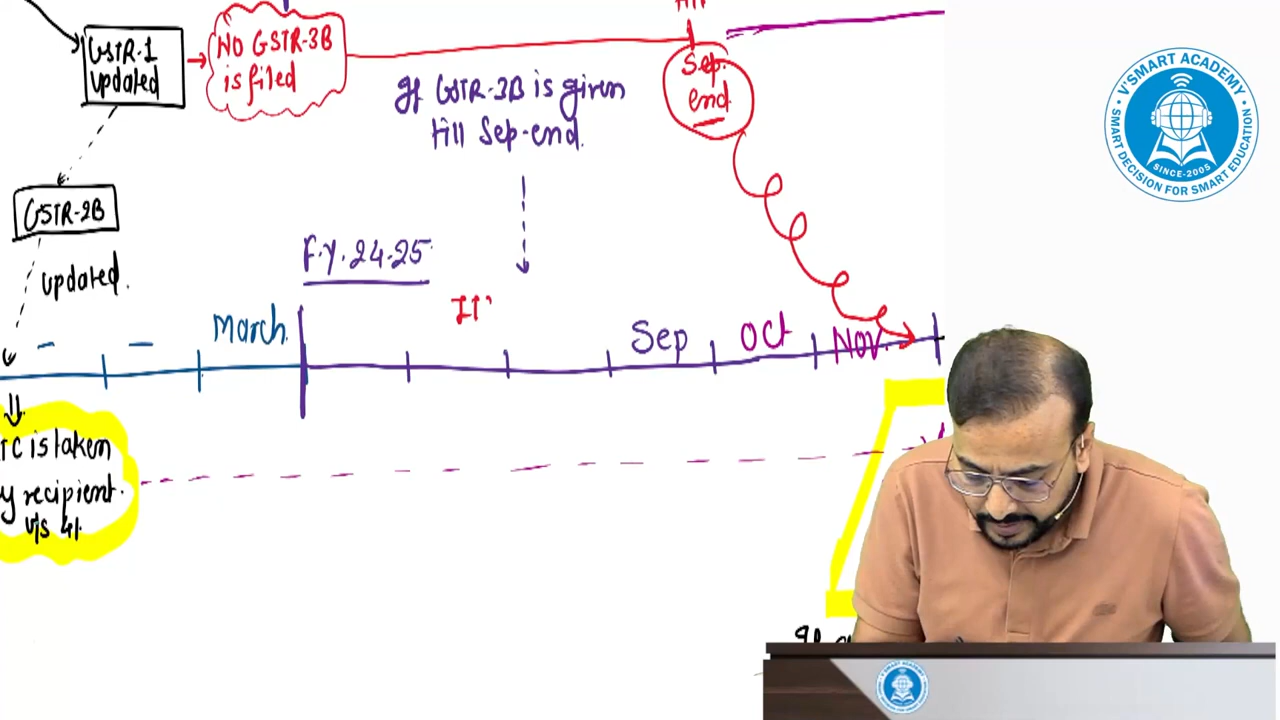 GSTR-1
updated
NO GSTR-3B
is filed
If GSTR-3B is given
till Sep-end.
Sep.
end
GSTR-2B
updated.
F.Y. 24-25
IT
March
Sep
Oct
Nov.
TC is taken
y recipient.
u/s 41.
V'SMART ACADEMY
SINCE-2005
SMART DECISION FOR SMART EDUCATION